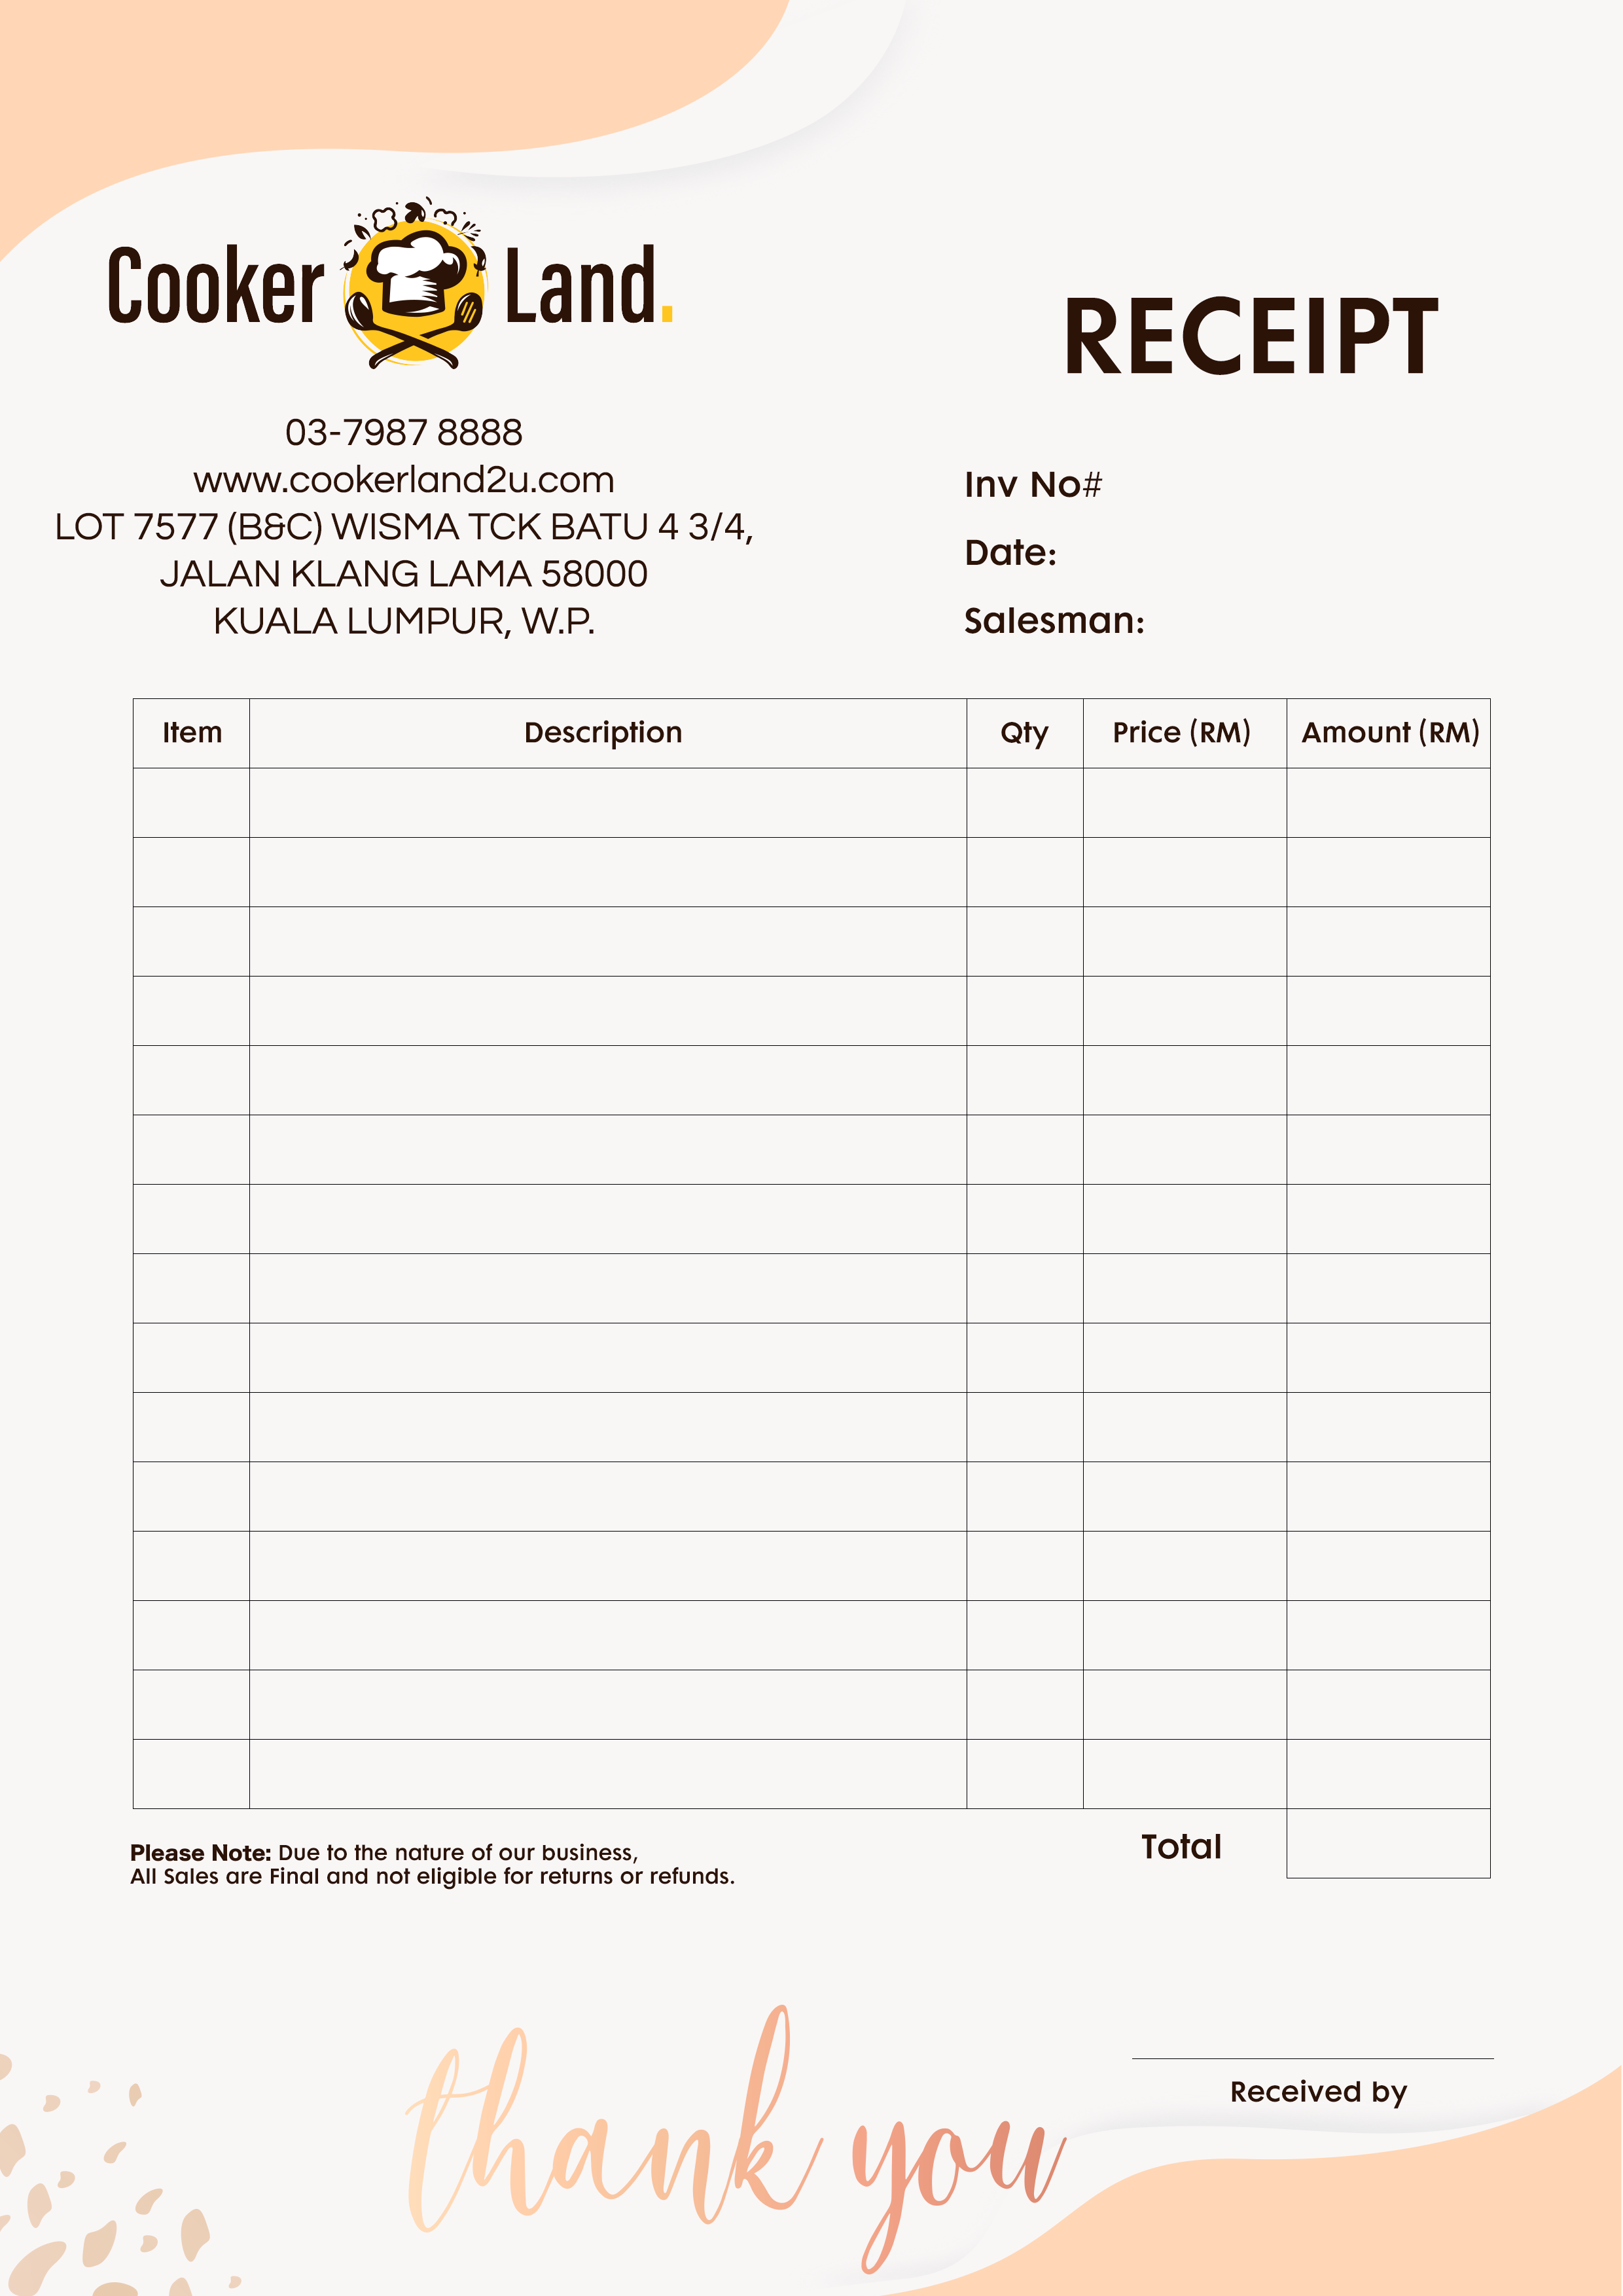 Cooker Land.
RECEIPT
03-7987 8888
www.cookerland2u.com
LOT 7577 (B&C) WISMA TCK BATU 4 3/4,
JALAN KLANG LAMA 58000
KUALA LUMPUR, W.P.
Inv No#
Date:
Salesman:
Item Description Qty Price (RM) Amount (RM)
Total
Please Note: Due to the nature of our business,
All Sales are Final and not eligible for returns or refunds.
thank you
Received by